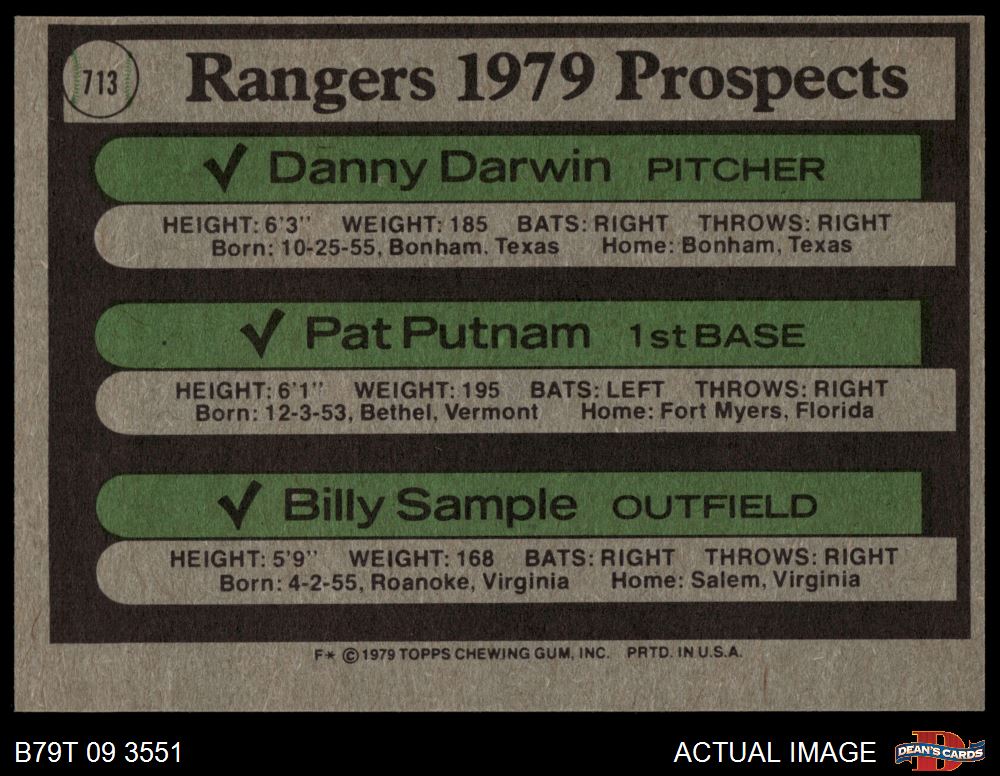 713
Rangers 1979 Prospects
✓ Danny Darwin PITCHER
HEIGHT: 6'3" WEIGHT: 185 BATS: RIGHT THROWS: RIGHT
Born: 10-25-55, Bonham. Texas Home: Bonham, Texas
✓ Pat Putnam 1st BASE
HEIGHT: 6'1" WEIGHT: 195 BATS: LEFT THROWS: RIGHT
Born: 12-3-53, Bethel, Vermont Home: Fort Myers, Florida
✓ Billy Sample OUTFIELD
HEIGHT: 5'9" WEIGHT: 168 BATS: RIGHT THROWS: RIGHT
Born: 4-2-55, Roanoke, Virginia Home: Salem, Virginia
F* © 1979 TOPPS CHEWING GUM, INC. PRTD. IN U.S.A.
B79T 09 3551 ACTUAL IMAGE DEAN'S CARDS